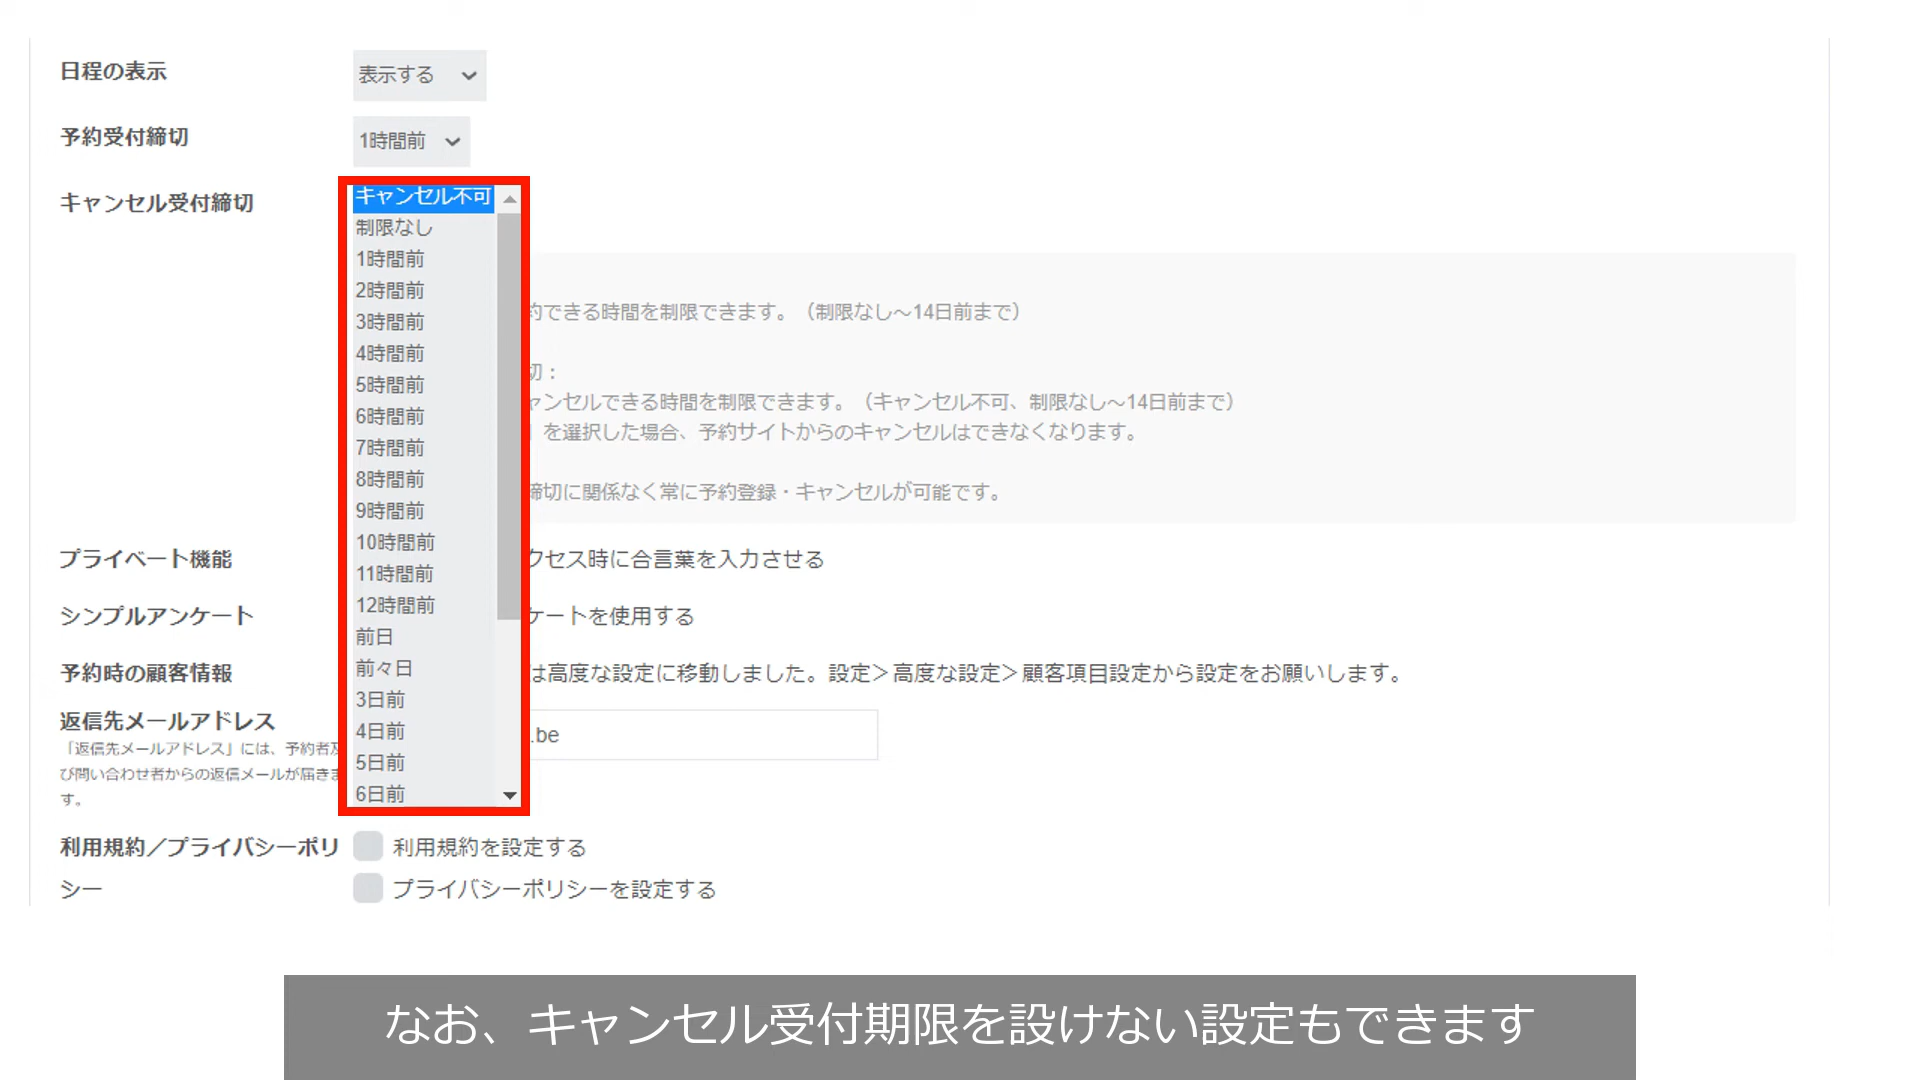 日程の表示
表示する
予約受付締切
1時間前
キャンセル受付締切
キャンセル不可
制限なし
1時間前
2時間前
3時間前
4時間前
5時間前
6時間前
7時間前
8時間前
9時間前
10時間前
11時間前
12時間前
前日
前々日
3日前
4日前
5日前
6日前
約できる時間を制限できます。（制限なし～14日前まで）
切：
ャンセルできる時間を制限できます。（キャンセル不可、制限なし～14日前まで）
」を選択した場合、予約サイトからのキャンセルはできなくなります。
締切に関係なく常に予約登録・キャンセルが可能です。
プライベート機能
クセス時に合言葉を入力させる
シンプルアンケート
ケートを使用する
予約時の顧客情報
は高度な設定に移動しました。設定＞高度な設定＞顧客項目設定から設定をお願いします。
返信先メールアドレス
.be
「返信先メールアドレス」には、予約者及
び問い合わせ者からの返信メールが届きま
す。
利用規約／プライバシーポリ
シー
利用規約を設定する
プライバシーポリシーを設定する
なお、キャンセル受付期限を設けない設定もできます